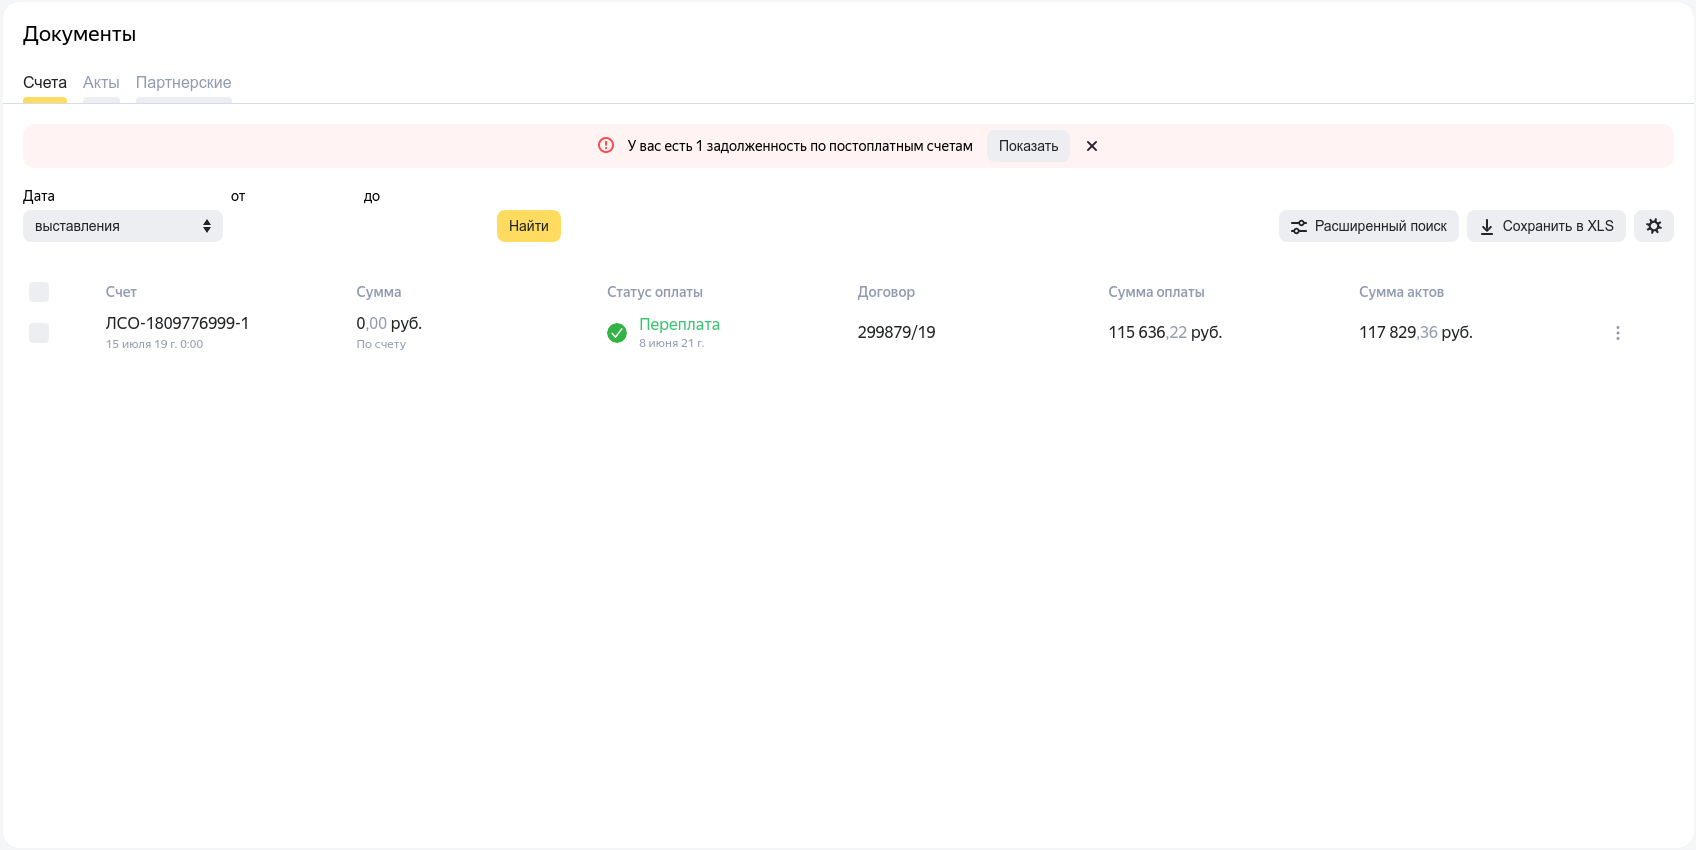 Документы
Счета Акты Партнерские
У вас есть 1 задолженность по постоплатным счетам Показать
Дата от до
выставления Найти Расширенный поиск Сохранить в XLS
Счет Сумма Статус оплаты Договор Сумма оплаты Сумма актов
ЛСО-1809776999-1 0,00 руб. Переплата 299879/19 115 636,22 руб. 117 829,36 руб.
15 июля 19 г. 0:00 По счету 8 июня 21 г.